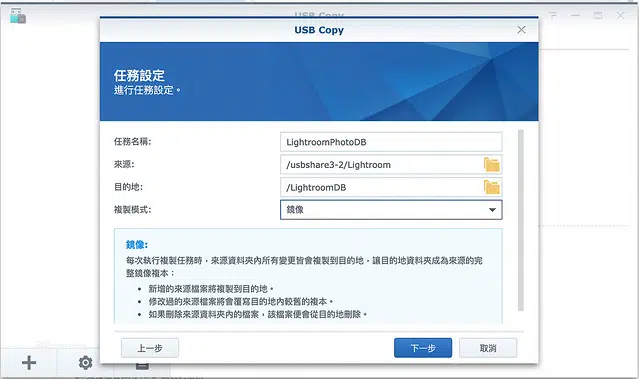 USB Copy
USB Copy
任務設定
進行任務設定。
任務名稱: LightroomPhotoDB
來源: /usbshare3-2/Lightroom
目的地: /LightroomDB
複製模式: 鏡像
鏡像:
每次執行複製任務時，來源資料夾內所有變更皆會複製到目的地，讓目的地資料夾成為來源的完
整鏡像複本：
• 新增的來源檔案將複製到目的地。
• 修改過的來源檔案將會覆寫目的地內較舊的複本。
• 如果刪除來源資料夾內的檔案，該檔案便會從目的地刪除。
上一步 下一步 取消